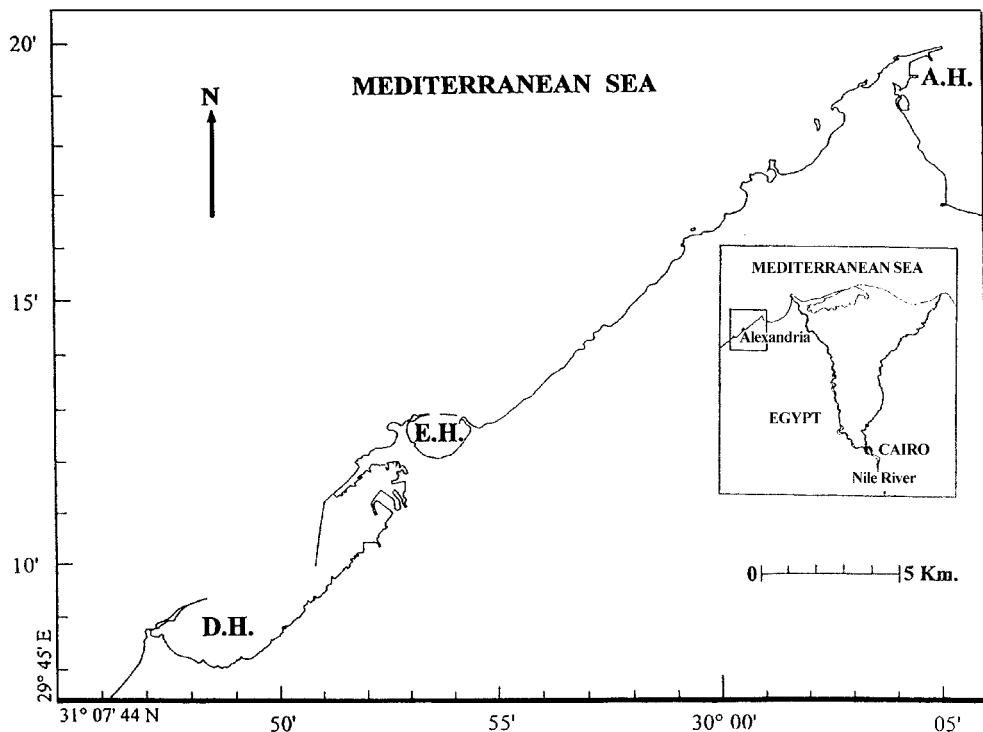 20'
MEDITERRANEAN SEA
A.H.
N
MEDITERRANEAN SEA
15'
Alexandria
E.H.
EGYPT
CAIRO
Nile River
10'
0 5 Km.
D.H.
29° 45' E
31° 07' 44 N
50'
55'
30° 00'
05'